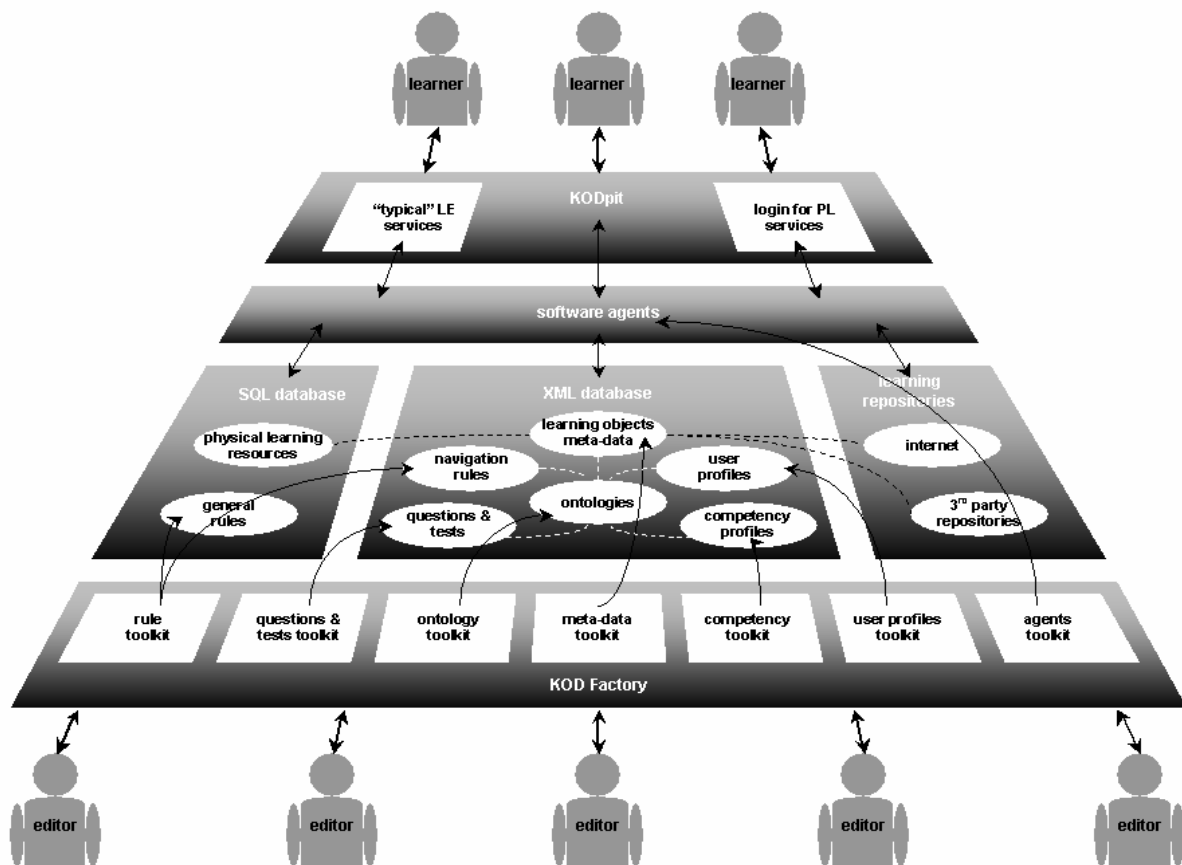 learner
learner
learner
KODpit
“typical” LE
services
login for PL
services
software agents
SQL database
physical learning
resources
general
rules
XML database
learning objects
meta-data
navigation
rules
user
profiles
ontologies
questions &
tests
competency
profiles
learning
repositories
internet
3rd party
repositories
rule
toolkit
questions &
tests toolkit
ontology
toolkit
meta-data
toolkit
competency
toolkit
user profiles
toolkit
agents
toolkit
KOD Factory
editor
editor
editor
editor
editor